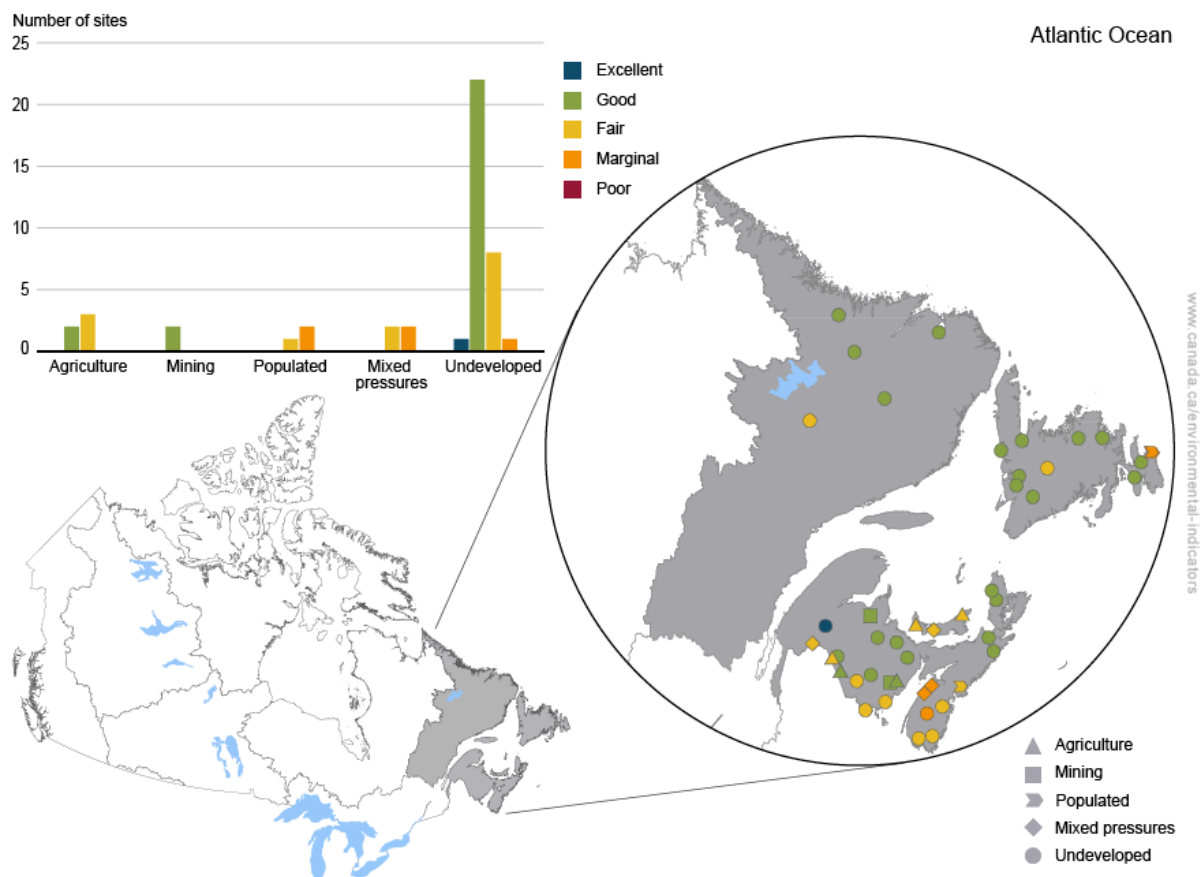 Number of sites
25
20
15
10
5
0
Agriculture
Mining
Populated
Mixed
pressures
Undeveloped
Excellent
Good
Fair
Marginal
Poor
Atlantic Ocean
www.canada.ca/environmental-indicators
Agriculture
Mining
Populated
Mixed pressures
Undeveloped